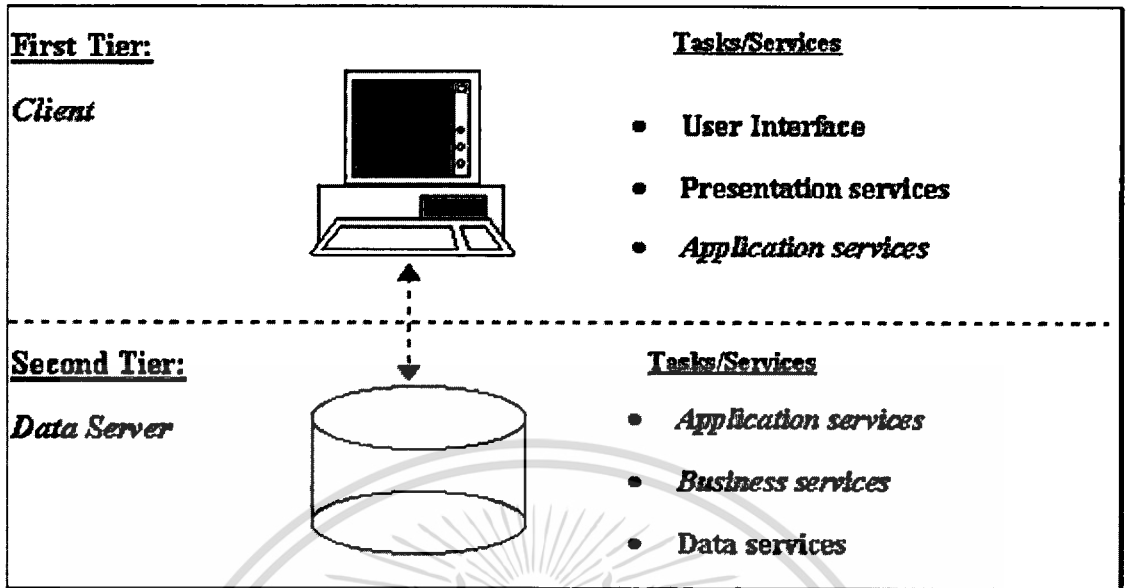 First Tier:
Client
Tasks/Services
• User Interface
• Presentation services
• Application services
Second Tier:
Data Server
Tasks/Services
• Application services
• Business services
• Data services